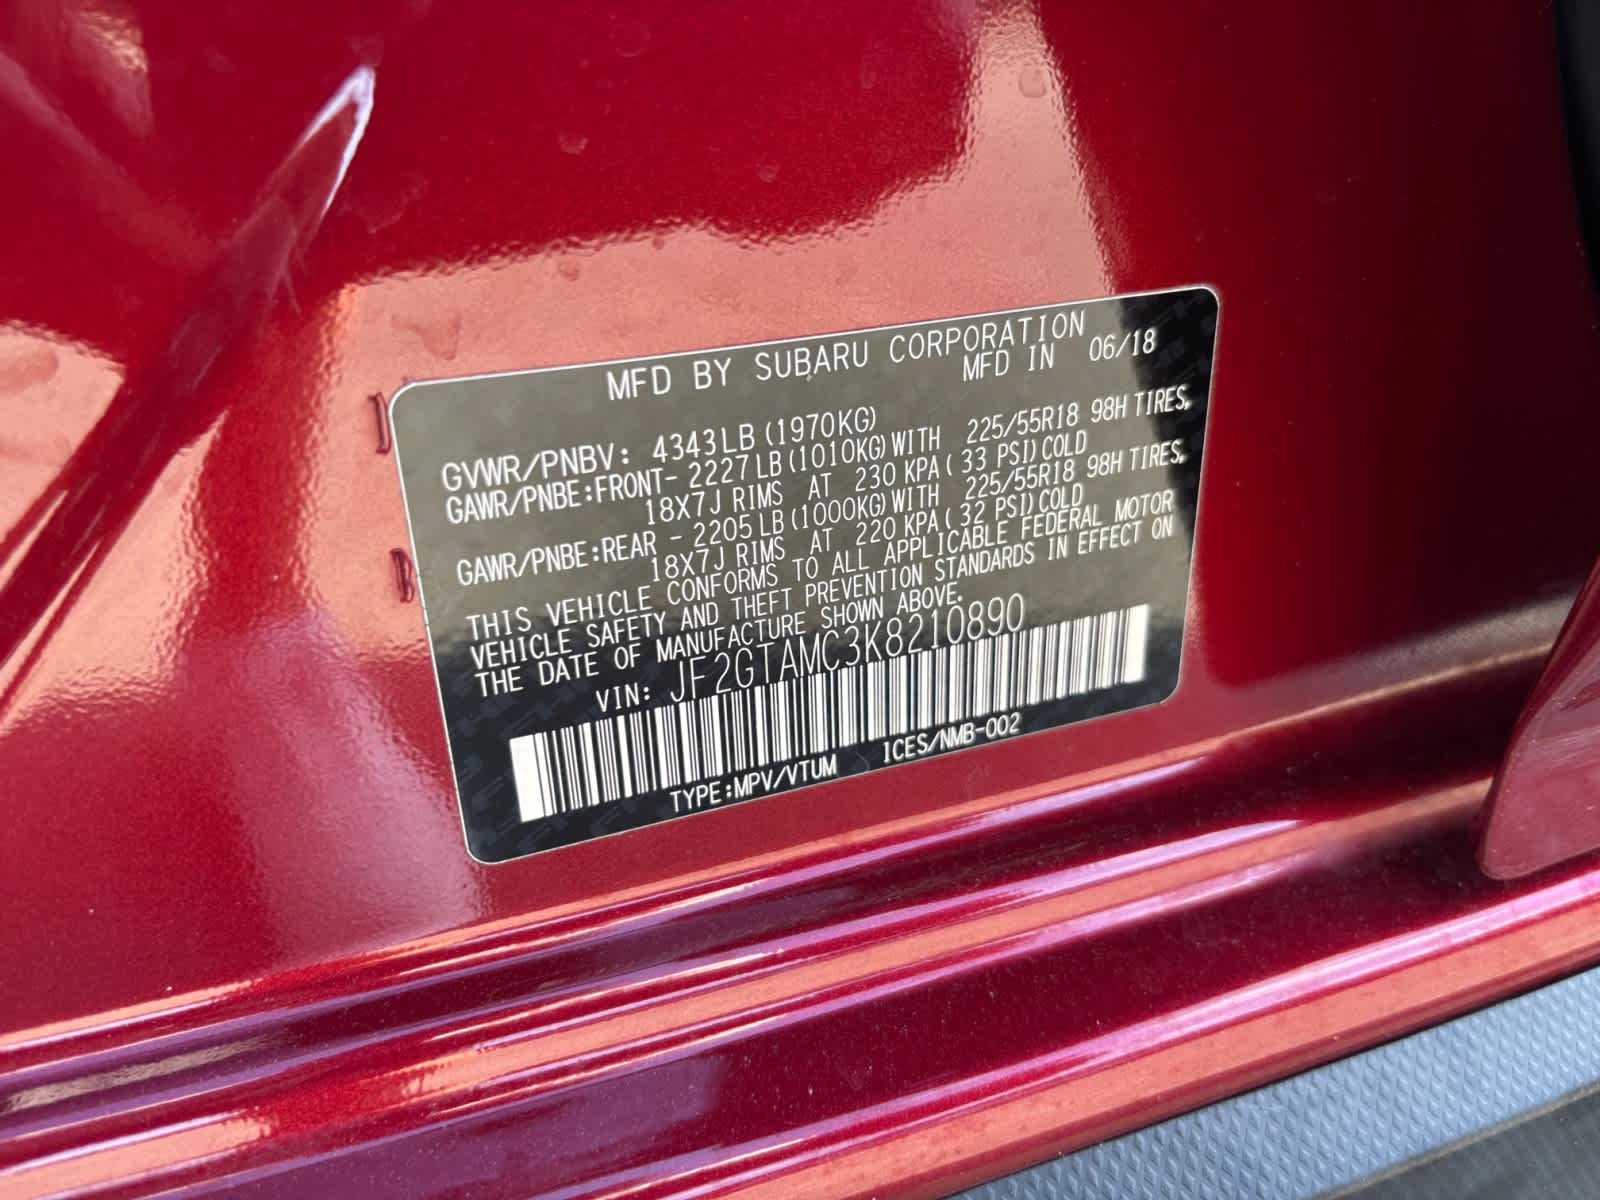 MFD BY SUBARU CORPORATION
MFD IN 06/18
GVWR/PNBV: 4343LB (1970KG)
GAWR/PNBE:FRONT- 2227LB(1010KG)WITH 225/55R18 98H TIRES,
18X7J RIMS AT 230 KPA( 33 PSI)COLD
GAWR/PNBE:REAR - 2205LB(1000KG)WITH 225/55R18 98H TIRES,
18X7J RIMS AT 220 KPA( 32 PSI)COLD
THIS VEHICLE CONFORMS TO ALL APPLICABLE FEDERAL MOTOR
VEHICLE SAFETY AND THEFT PREVENTION STANDARDS IN EFFECT ON
THE DATE OF MANUFACTURE SHOWN ABOVE.
VIN: JF2GTAMC3K8210890
TYPE:MPV/VTUM ICES/NMB-002